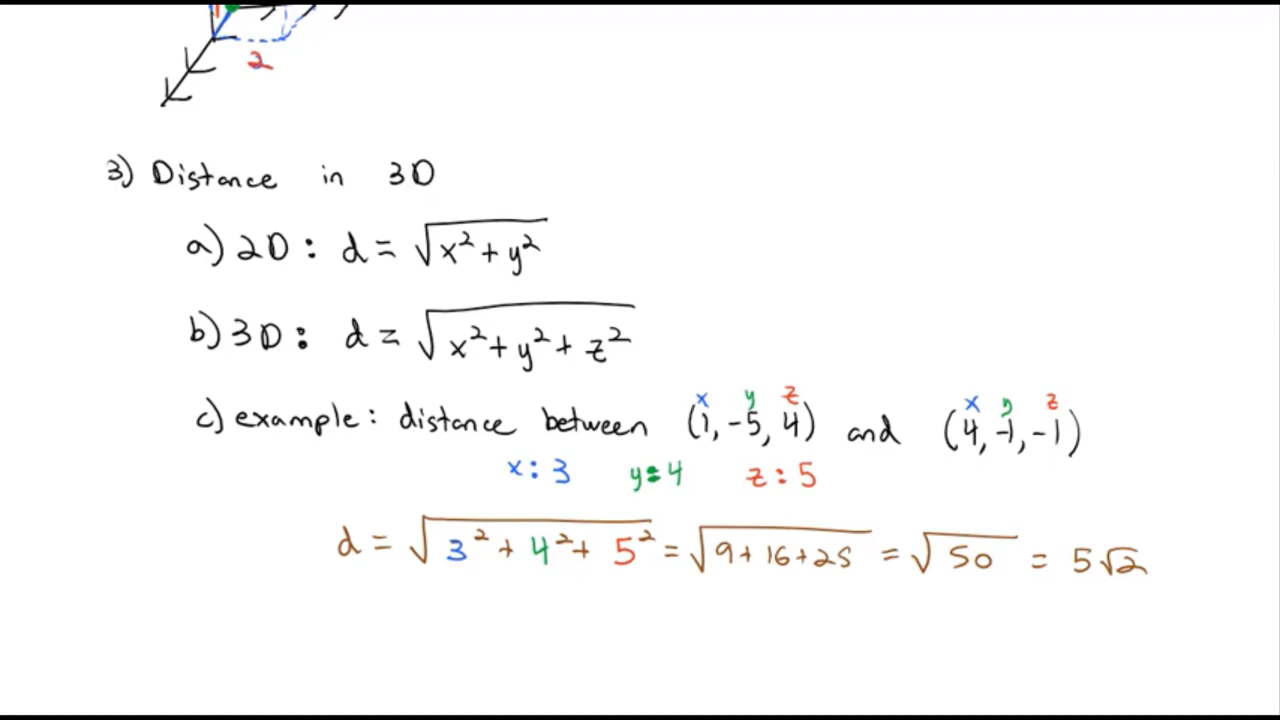 2
3) Distance in 3D
a) 2D: d = √x² + y²
b) 3D: d = √x² + y² + z²
x y z x y z
c) example: distance between (1, -5, 4) and (4, -1, -1)
x: 3 y: 4 z: 5
d = √3² + 4² + 5² = √9+16+25 = √50 = 5√2